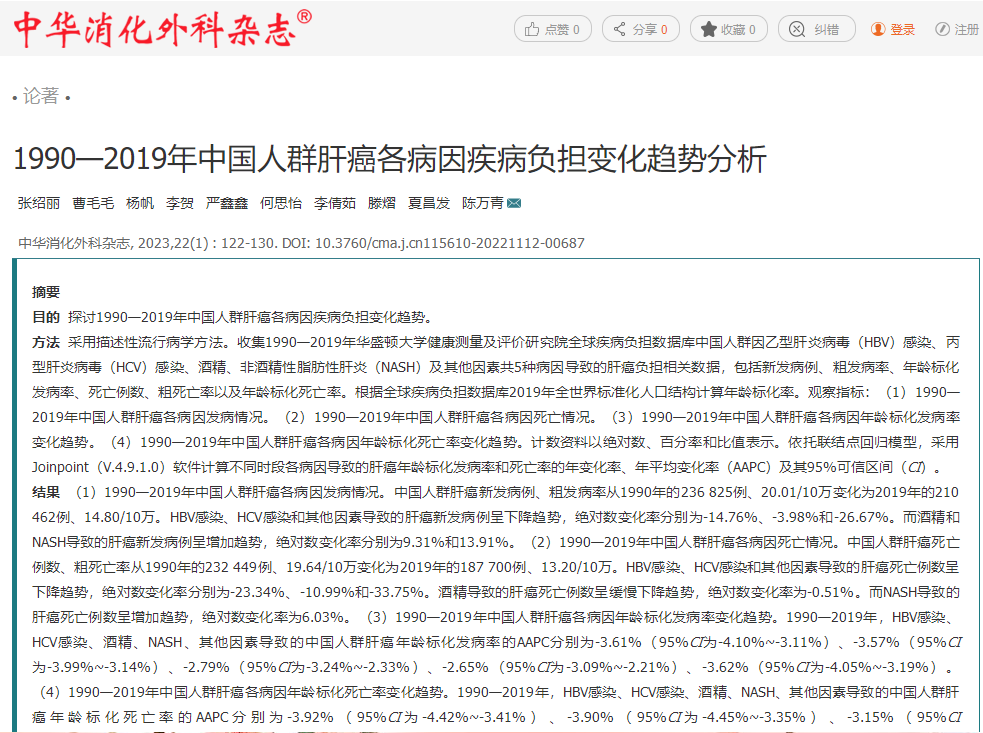 中华消化外科杂志®
点赞 0 分享 0 收藏 0 纠错 登录 注册
• 论著 •
1990—2019年中国人群肝癌各病因疾病负担变化趋势分析
张绍丽 曹毛毛 杨帆 李贺 严鑫鑫 何思怡 李倩茹 滕熠 夏昌发 陈万青
中华消化外科杂志, 2023,22(1) : 122-130. DOI: 10.3760/cma.j.cn115610-20221112-00687
摘要
目的 探讨1990—2019年中国人群肝癌各病因疾病负担变化趋势。
方法 采用描述性流行病学方法。收集1990—2019年华盛顿大学健康测量及评价研究院全球疾病负担数据库中国人群因乙型肝炎病毒（HBV）感染、丙
型肝炎病毒（HCV）感染、酒精、非酒精性脂肪性肝炎（NASH）及其他因素共5种病因导致的肝癌负担相关数据，包括新发病例、粗发病率、年龄标化
发病率、死亡例数、粗死亡率以及年龄标化死亡率。根据全球疾病负担数据库2019年全世界标准化人口结构计算年龄标化率。观察指标：（1）1990—
2019年中国人群肝癌各病因发病情况。（2）1990—2019年中国人群肝癌各病因死亡情况。（3）1990—2019年中国人群肝癌各病因年龄标化发病率
变化趋势。（4）1990—2019年中国人群肝癌各病因年龄标化死亡率变化趋势。计数资料以绝对数、百分率和比值表示。依托联结点回归模型，采用
Joinpoint（V.4.9.1.0）软件计算不同时段各病因导致的肝癌年龄标化发病率和死亡率的年变化率、年平均变化率（AAPC）及其95%可信区间（CI）。
结果 （1）1990—2019年中国人群肝癌各病因发病情况。中国人群肝癌新发病例、粗发病率从1990年的236 825例、20.01/10万变化为2019年的210
462例、14.80/10万。HBV感染、HCV感染和其他因素导致的肝癌新发病例呈下降趋势，绝对数变化率分别为-14.76%、-3.98%和-26.67%。而酒精和
NASH导致的肝癌新发病例呈增加趋势，绝对数变化率分别为9.31%和13.91%。（2）1990—2019年中国人群肝癌各病因死亡情况。中国人群肝癌死亡
例数、粗死亡率从1990年的232 449例、19.64/10万变化为2019年的187 700例、13.20/10万。HBV感染、HCV感染和其他因素导致的肝癌死亡例数呈
下降趋势，绝对数变化率分别为-23.34%、-10.99%和-33.75%。酒精导致的肝癌死亡例数呈缓慢下降趋势，绝对数变化率为-0.51%。而NASH导致的
肝癌死亡例数呈增加趋势，绝对数变化率为6.03%。（3）1990—2019年中国人群肝癌各病因年龄标化发病率变化趋势。1990—2019年，HBV感染、
HCV感染、酒精、NASH、其他因素导致的中国人群肝癌年龄标化发病率的AAPC分别为-3.61%（95%CI为-4.10%~-3.11%）、-3.57%（95%CI
为-3.99%~-3.14%）、-2.79%（95%CI为-3.24%~-2.33%）、-2.65%（95%CI为-3.09%~-2.21%）、-3.62%（95%CI为-4.05%~-3.19%）。
（4）1990—2019年中国人群肝癌各病因年龄标化死亡率变化趋势。1990—2019年，HBV感染、HCV感染、酒精、NASH、其他因素导致的中国人群肝
癌年龄标化死亡率的AAPC分别为-3.92%（95%CI为-4.42%~-3.41%）、-3.90%（95%CI为-4.45%~-3.35%）、-3.15%（95%CI